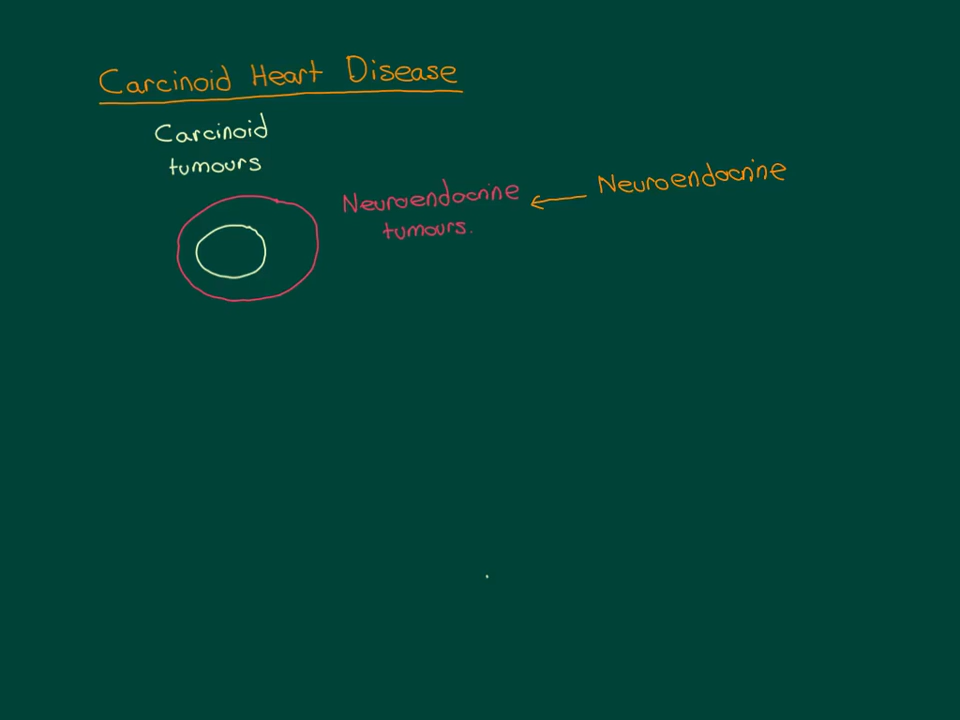 Carcinoid Heart Disease
Carcinoid
tumours
Neuroendocrine
tumours.
Neuroendocrine